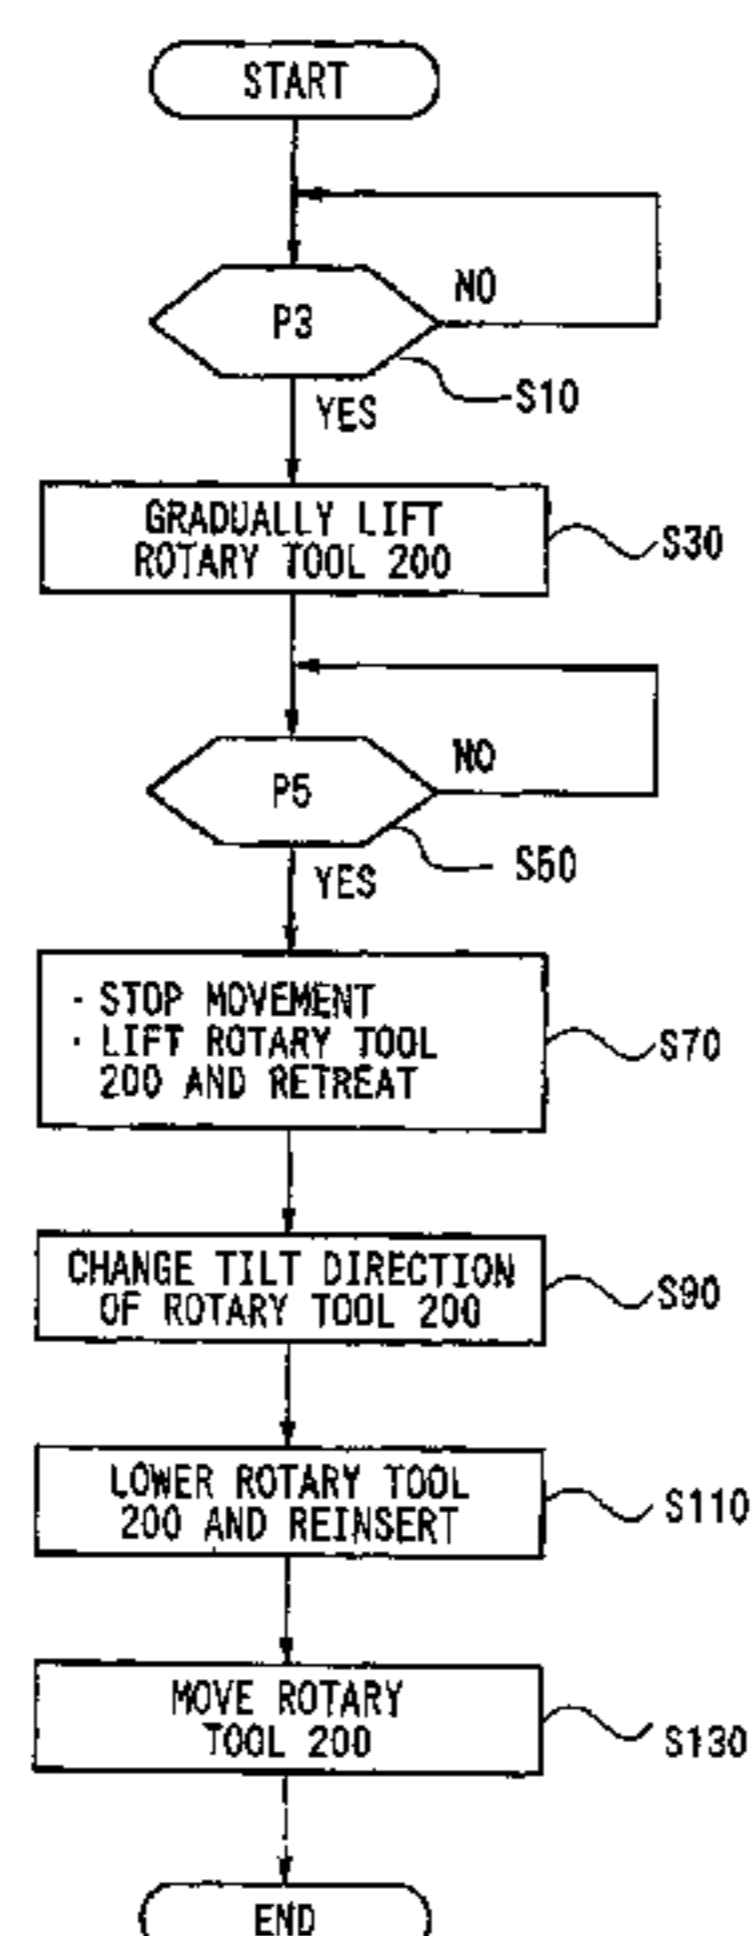 START
NO
P3
S10
YES
GRADUALLY LIFT
ROTARY TOOL 200
S30
NO
P5
S50
YES
· STOP MOVEMENT
· LIFT ROTARY TOOL
200 AND RETREAT
S70
CHANGE TILT DIRECTION
OF ROTARY TOOL 200
S90
LOWER ROTARY TOOL
200 AND REINSERT
S110
MOVE ROTARY
TOOL 200
S130
END